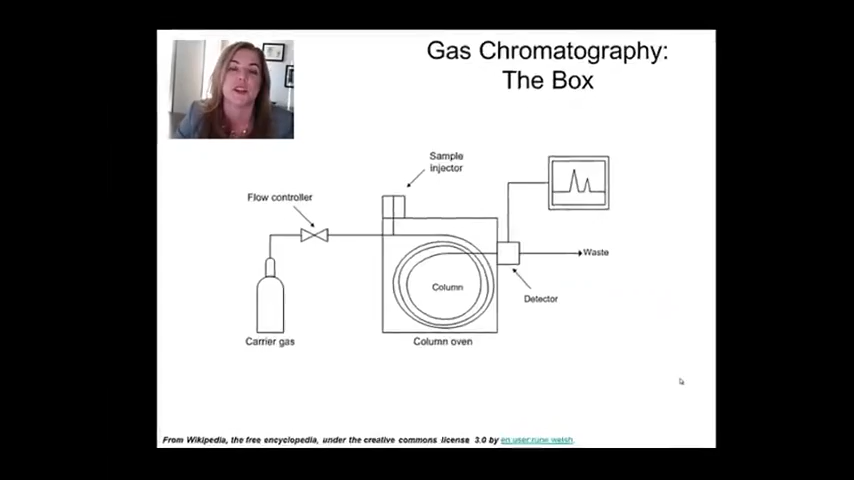 Gas Chromatography:
The Box
Sample
injector
Flow controller
Waste
Column
Detector
Carrier gas
Column oven
From Wikipedia, the free encyclopedia, under the creative commons license 3.0 by en user:rune.welsh.